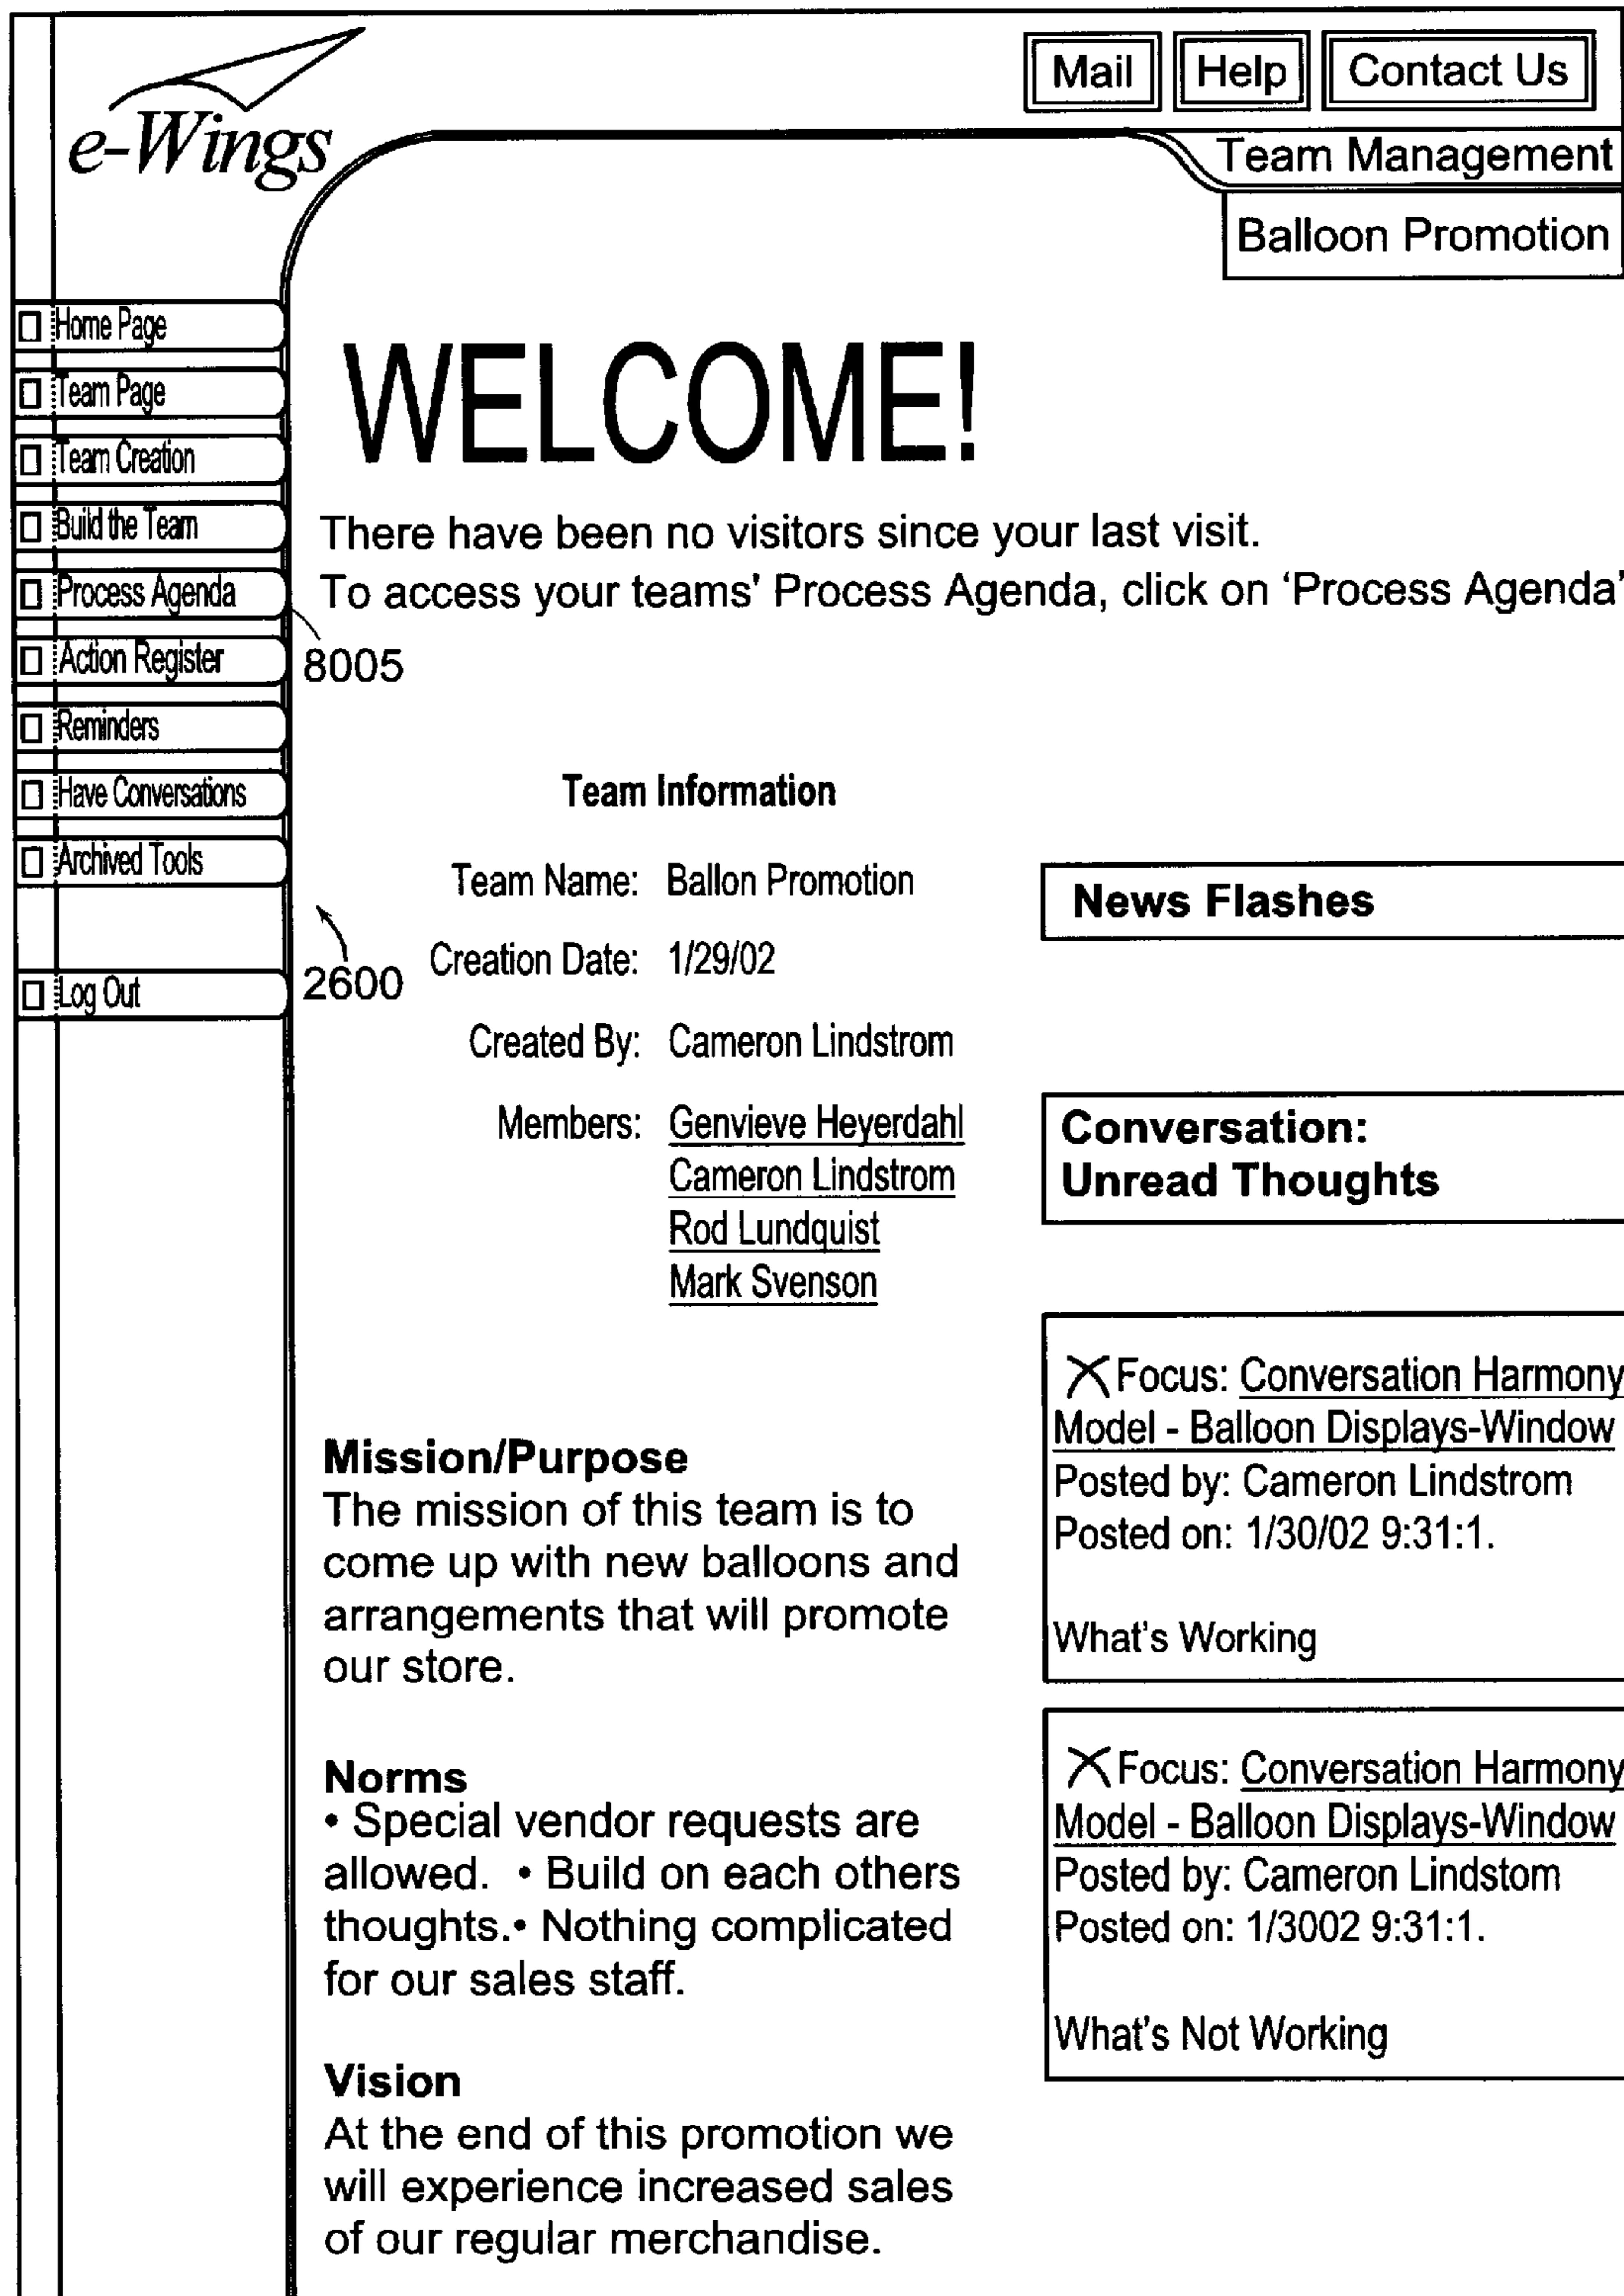 e-Wings
Mail
Help
Contact Us
Team Management
Balloon Promotion
Home Page
Team Page
Team Creation
Build the Team
Process Agenda
Action Register
Reminders
Have Conversations
Archived Tools
Log Out
WELCOME!
There have been no visitors since your last visit.
To access your teams' Process Agenda, click on ‘Process Agenda’
8005
2600
Team Information
Team Name: Ballon Promotion
Creation Date: 1/29/02
Created By: Cameron Lindstrom
Members: Genvieve Heyerdahl
Cameron Lindstrom
Rod Lundquist
Mark Svenson
Mission/Purpose
The mission of this team is to
come up with new balloons and
arrangements that will promote
our store.
Norms
• Special vendor requests are
allowed. • Build on each others
thoughts.• Nothing complicated
for our sales staff.
Vision
At the end of this promotion we
will experience increased sales
of our regular merchandise.
News Flashes
Conversation:
Unread Thoughts
Focus: Conversation Harmony
Model - Balloon Displays-Window
Posted by: Cameron Lindstrom
Posted on: 1/30/02 9:31:1.
What's Working
Focus: Conversation Harmony
Model - Balloon Displays-Window
Posted by: Cameron Lindstom
Posted on: 1/3002 9:31:1.
What's Not Working